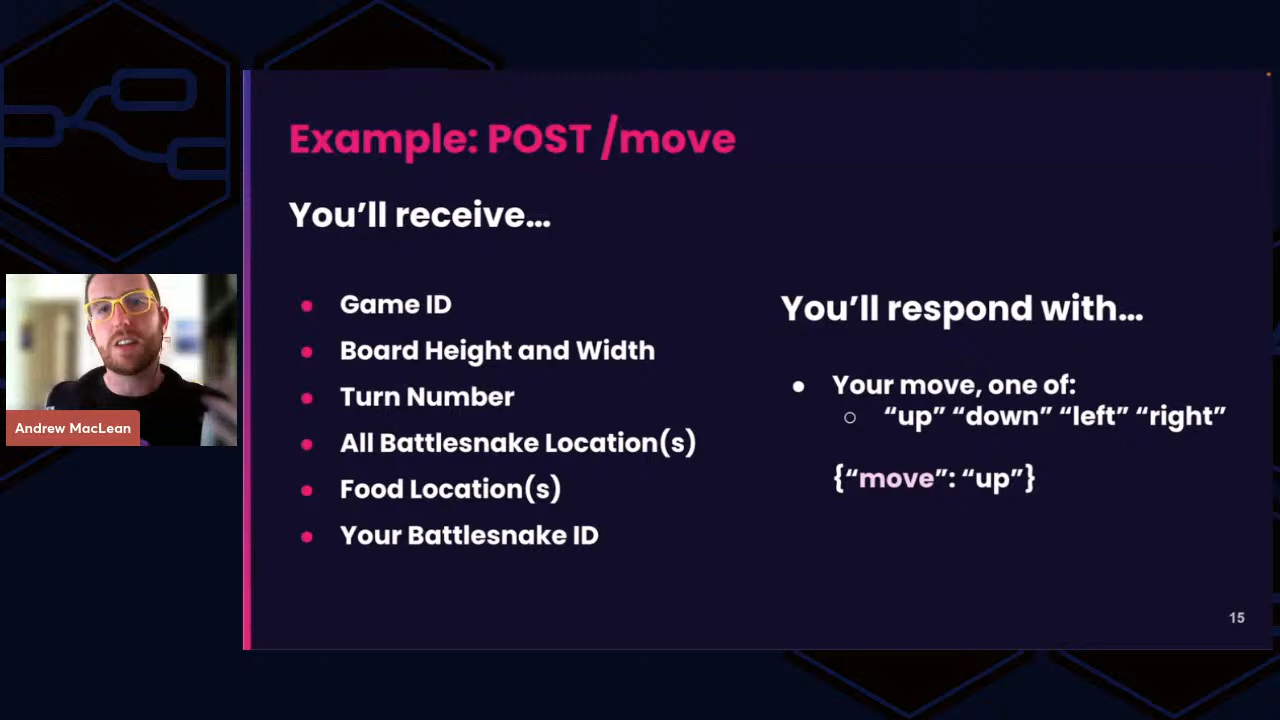 Example: POST /move
You’ll receive…
Game ID
Board Height and Width
Turn Number
All Battlesnake Location(s)
Food Location(s)
Your Battlesnake ID
You’ll respond with…
Your move, one of:
“up” “down” “left” “right”
{“move”: “up”}
Andrew MacLean
15